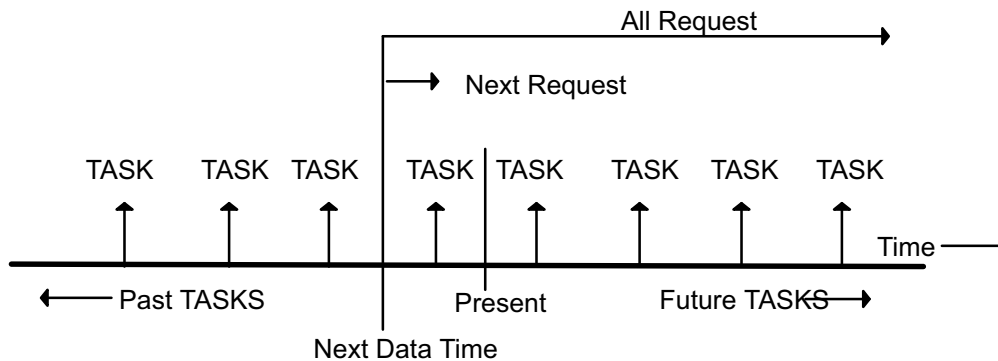 All Request
Next Request
TASK TASK TASK TASK TASK TASK TASK TASK
Time
Past TASKS Present Future TASKS
Next Data Time